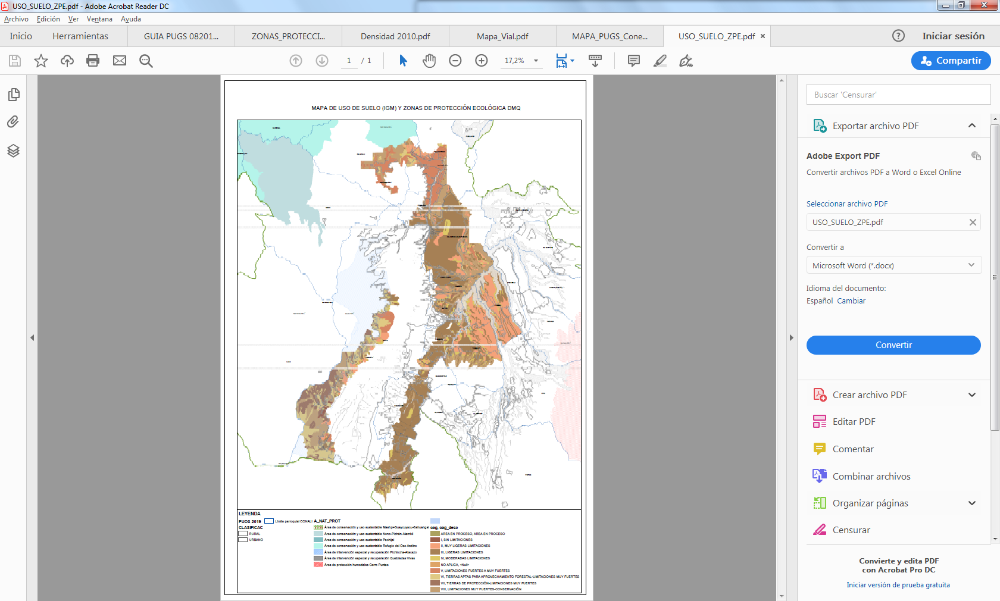 USO_SUELO_ZPE.pdf - Adobe Acrobat Reader DC
Archivo Edición Ver Ventana Ayuda
Inicio Herramientas GUIA PUGS 08201... ZONAS_PROTECCI... Densidad 2010.pdf Mapa_Vial.pdf MAPA_PUGS_Cone... USO_SUELO_ZPE.pdf × ? Iniciar sesión
1 / 1 17,2% Compartir
Buscar 'Censurar'
Exportar archivo PDF
Adobe Export PDF
Convertir archivos PDF a Word o Excel Online
Seleccionar archivo PDF
USO_SUELO_ZPE.pdf
Convertir a
Microsoft Word (*.docx)
Idioma del documento:
Español Cambiar
Convertir
Crear archivo PDF
Editar PDF
Comentar
Combinar archivos
Organizar páginas
Censurar
Convierte y edita PDF
con Acrobat Pro DC
Iniciar versión de prueba gratuita
MAPA DE USO DE SUELO (IGM) Y ZONAS DE PROTECCIÓN ECOLÓGICA DMQ
LEYENDA
PUOS 2019
CLASIFICAC
RURAL
URBANO
Límite parroquial CONALI
A_NAT_PROT
Área de conservación y uso sustentable Mashpi-Guaycuyacu-Sahuangal
Área de conservación y uso sustentable Nono-Pichán-Alambi
Área de conservación y uso sustentable Pachijal
Área de conservación y uso sustentable Refugio del Oso Andino
Área de intervención especial y recuperación Pichincha-Atacazo
Área de intervención especial y recuperación Quebradas Vivas
Área de protección humedales Cerro Puntas
cag, cag_desc
AREA EN PROCESO, AREA EN PROCESO
I, SIN LIMITACIONES
II, MUY LIGERAS LIMITACIONES
III, LIGERAS LIMITACIONES
IV, MODERADAS LIMITACIONES
NO APLICA, <Null>
V, LIMITACIONES FUERTES A MUY FUERTES
VI, TIERRAS APTAS PARA APROVECHAMIENTO FORESTAL-LIMITACIONES MUY FUERTES
VII, TIERRAS DE PROTECCIÓN-LIMITACIONES MUY FUERTES
VIII, LIMITACIONES MUY FUERTES-CONSERVACIÓN